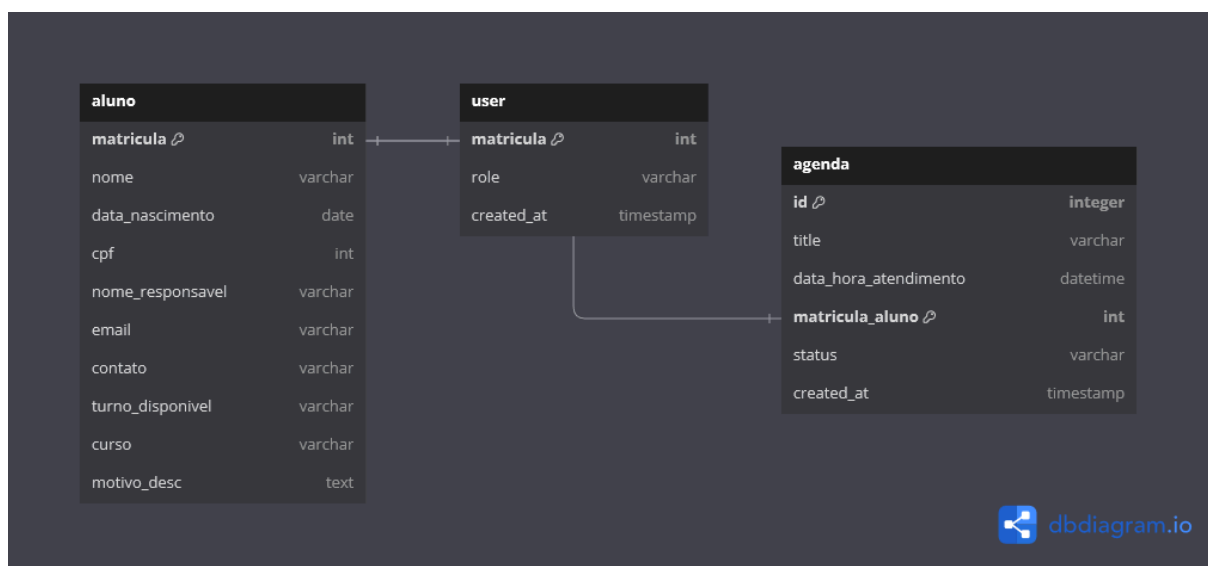 aluno
matricula int
nome varchar
data_nascimento date
cpf int
nome_responsavel varchar
email varchar
contato varchar
turno_disponivel varchar
curso varchar
motivo_desc text
user
matricula int
role varchar
created_at timestamp
agenda
id integer
title varchar
data_hora_atendimento datetime
matricula_aluno int
status varchar
created_at timestamp
dbdiagram.io